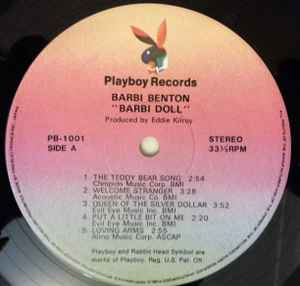 Playboy Records
BARBI BENTON
"BARBI DOLL"
Produced by Eddie Kilroy
PB-1001
SIDE A
STEREO
33⅓RPM
1. THE TEDDY BEAR SONG 2:54
Chimpido Music Corp. BMI
2. WELCOME STRANGER 3:28
Acoustic Music Co. BMI
3. QUEEN OF THE SILVER DOLLAR 3:52
Evil Eye Music Inc. BMI
4. PUT A LITTLE BIT ON ME 2:20
Evil Eye Music Inc. BMI
5. LOVING ARMS 2:55
Almo Music Corp. ASCAP
Playboy and Rabbit Head Symbol are
marks of Playboy, Reg. U.S. Pat. Off.